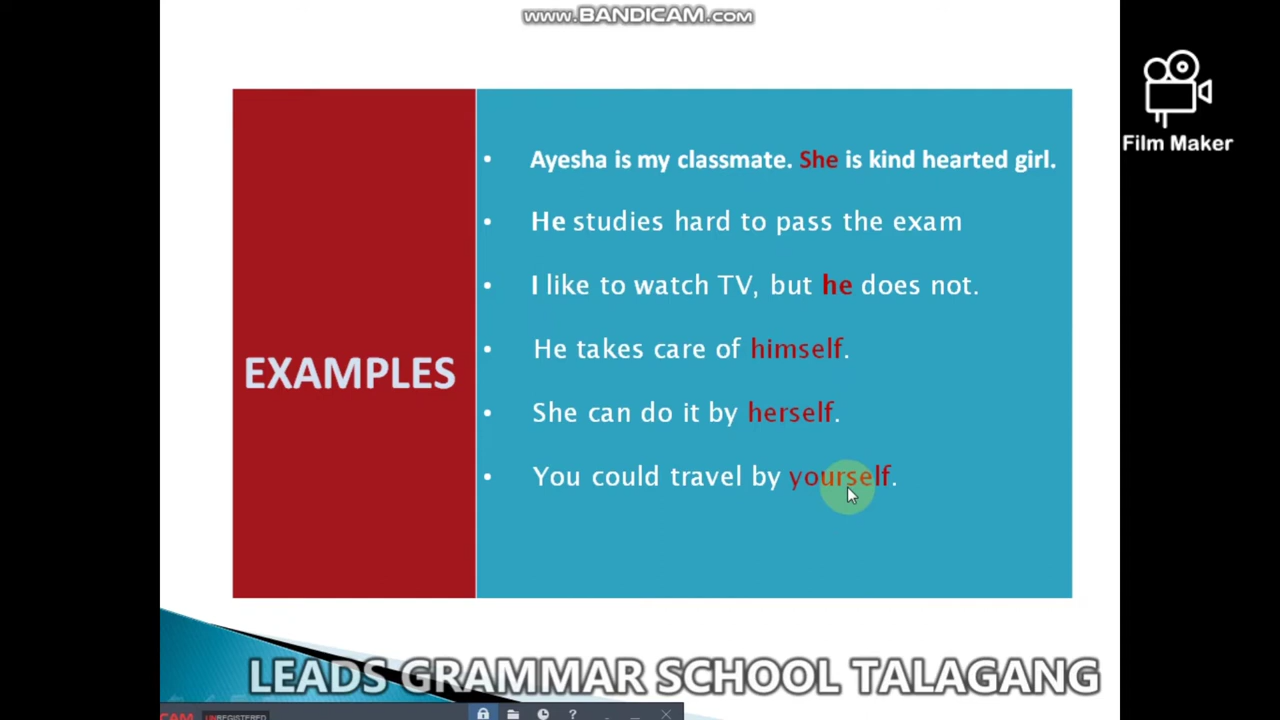 www.BANDICAM.com
Film Maker
EXAMPLES
• Ayesha is my classmate. She is kind hearted girl.
• He studies hard to pass the exam
• I like to watch TV, but he does not.
• He takes care of himself.
• She can do it by herself.
• You could travel by yourself.
LEADS GRAMMAR SCHOOL TALAGANG
CAM UNREGISTERED